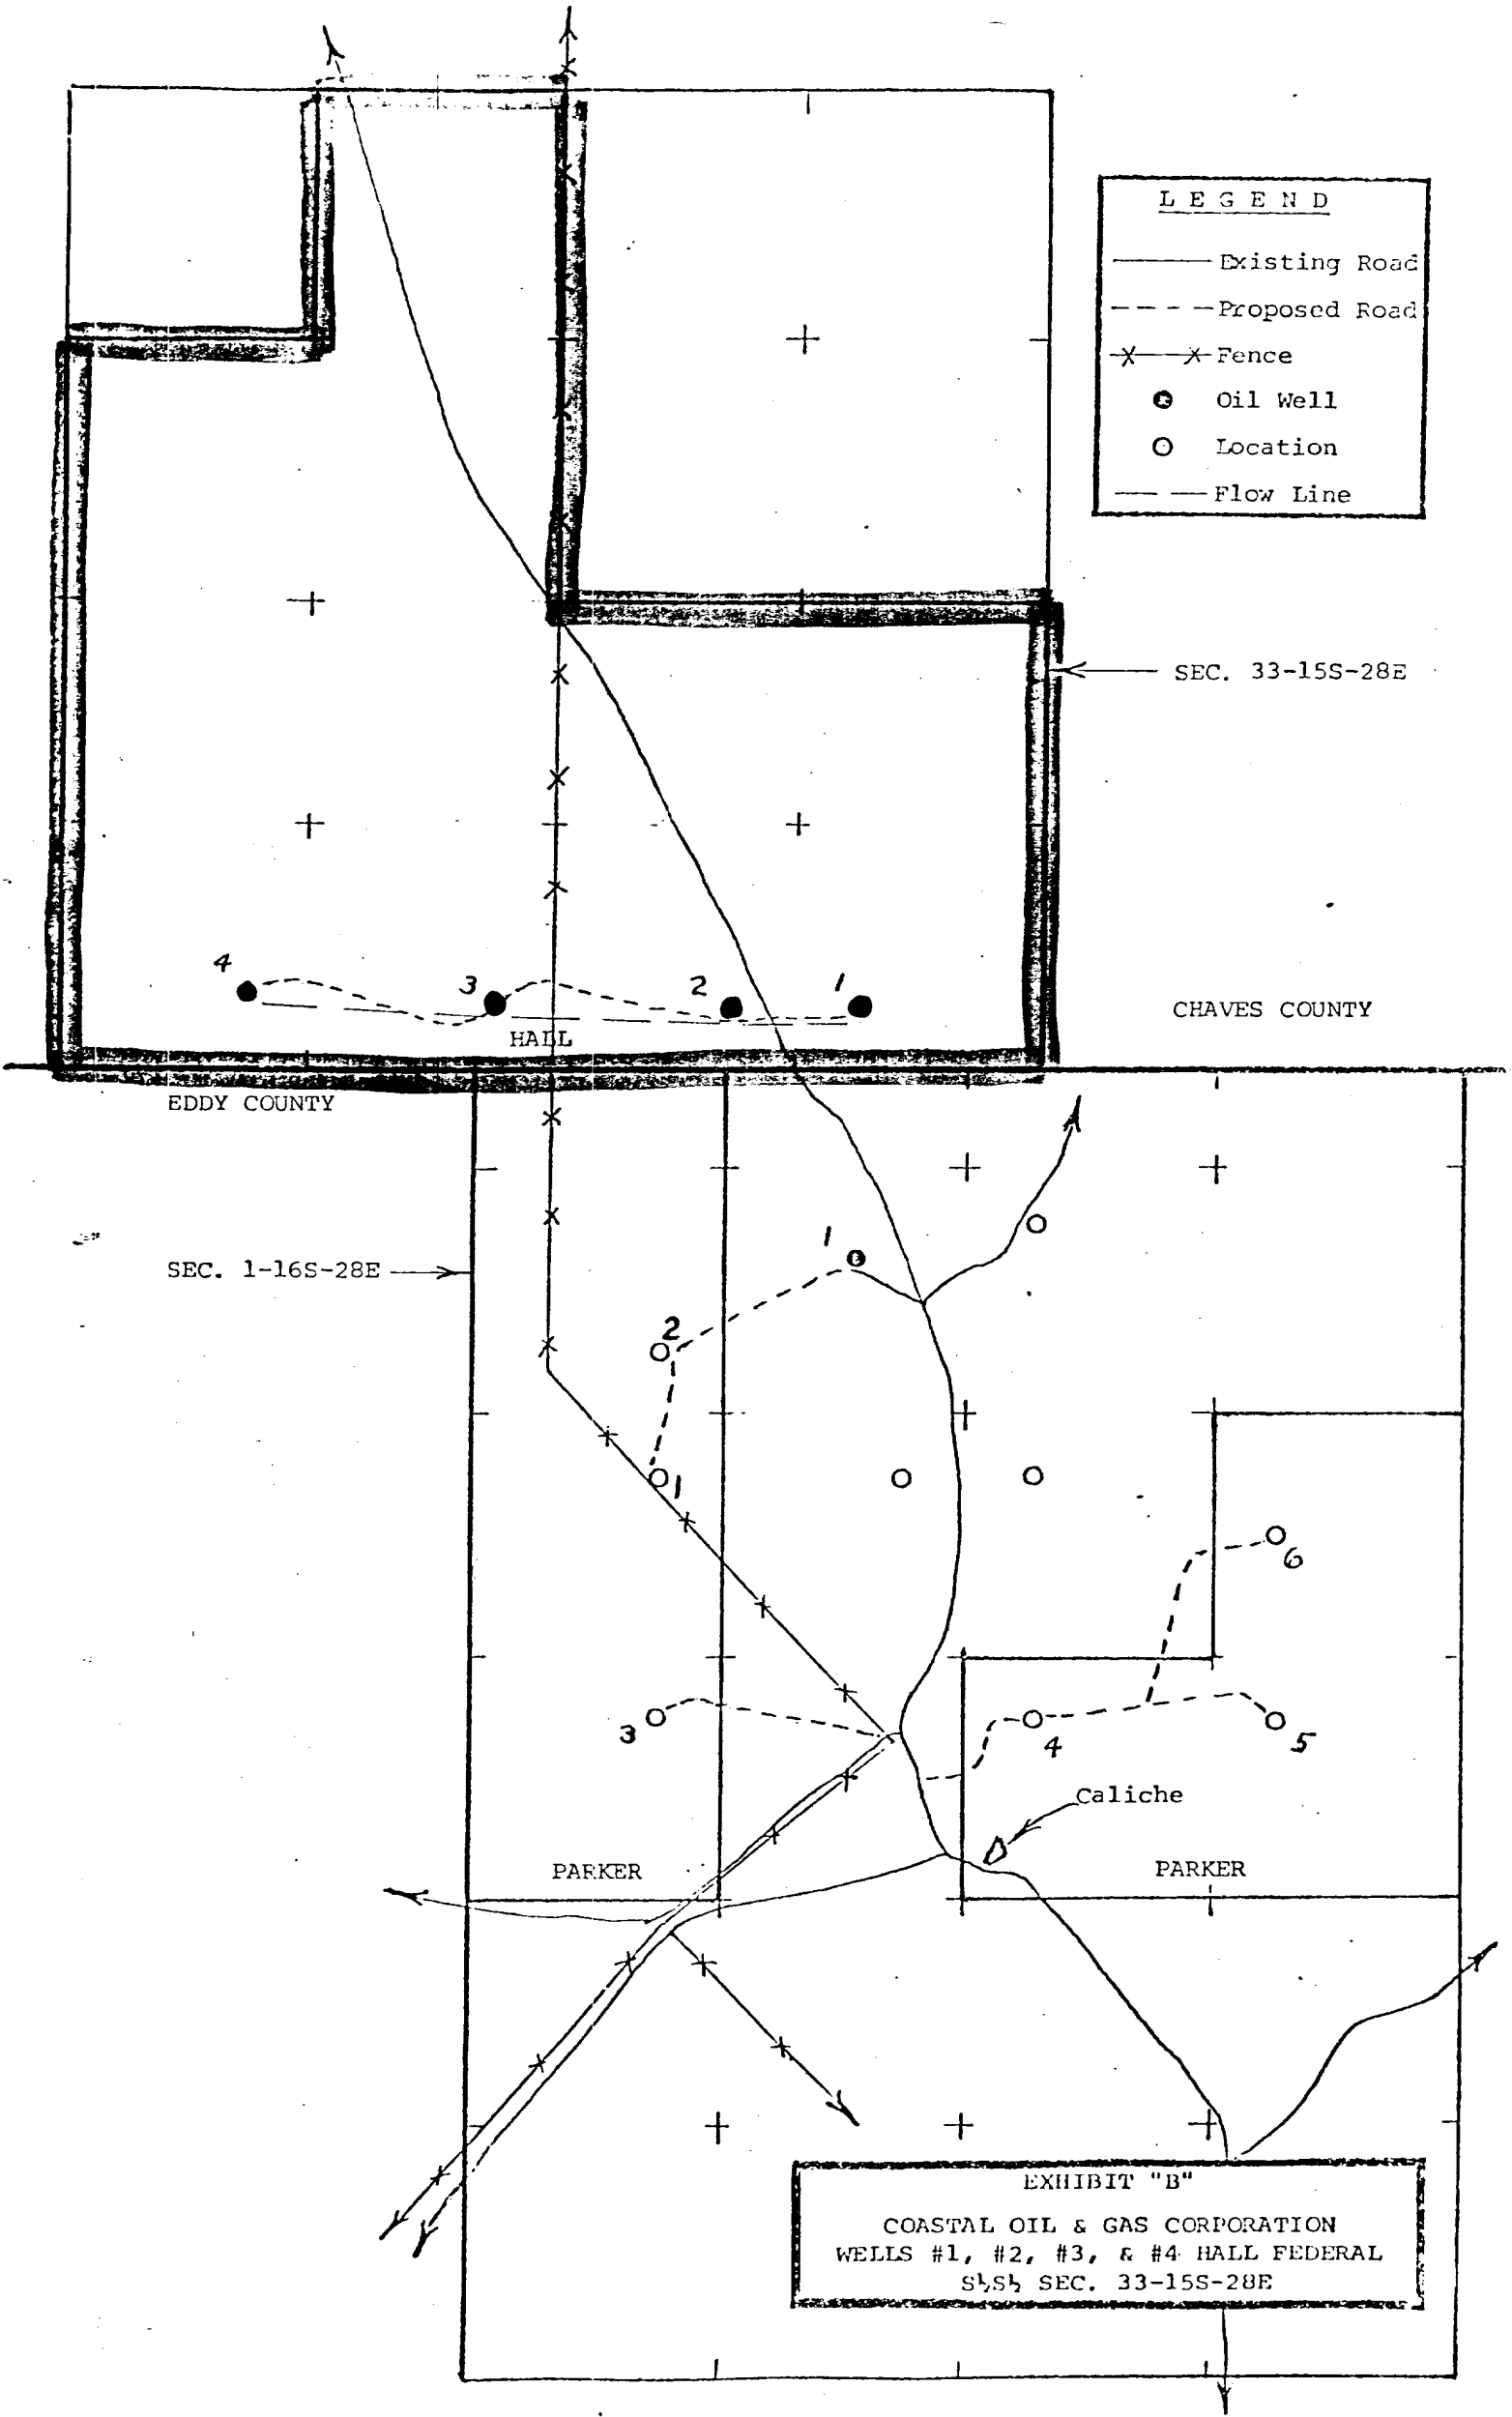 L E G E N D
Existing Road
Proposed Road
X X Fence
Oil Well
Location
Flow Line
SEC. 33-15S-28E
4
3
2
1
CHAVES COUNTY
HALL
EDDY COUNTY
SEC. 1-16S-28E
1
2
1
6
3
4
5
Caliche
PARKER
PARKER
EXHIBIT "B"
COASTAL OIL & GAS CORPORATION
WELLS #1, #2, #3, & #4 HALL FEDERAL
S½S½ SEC. 33-15S-28E